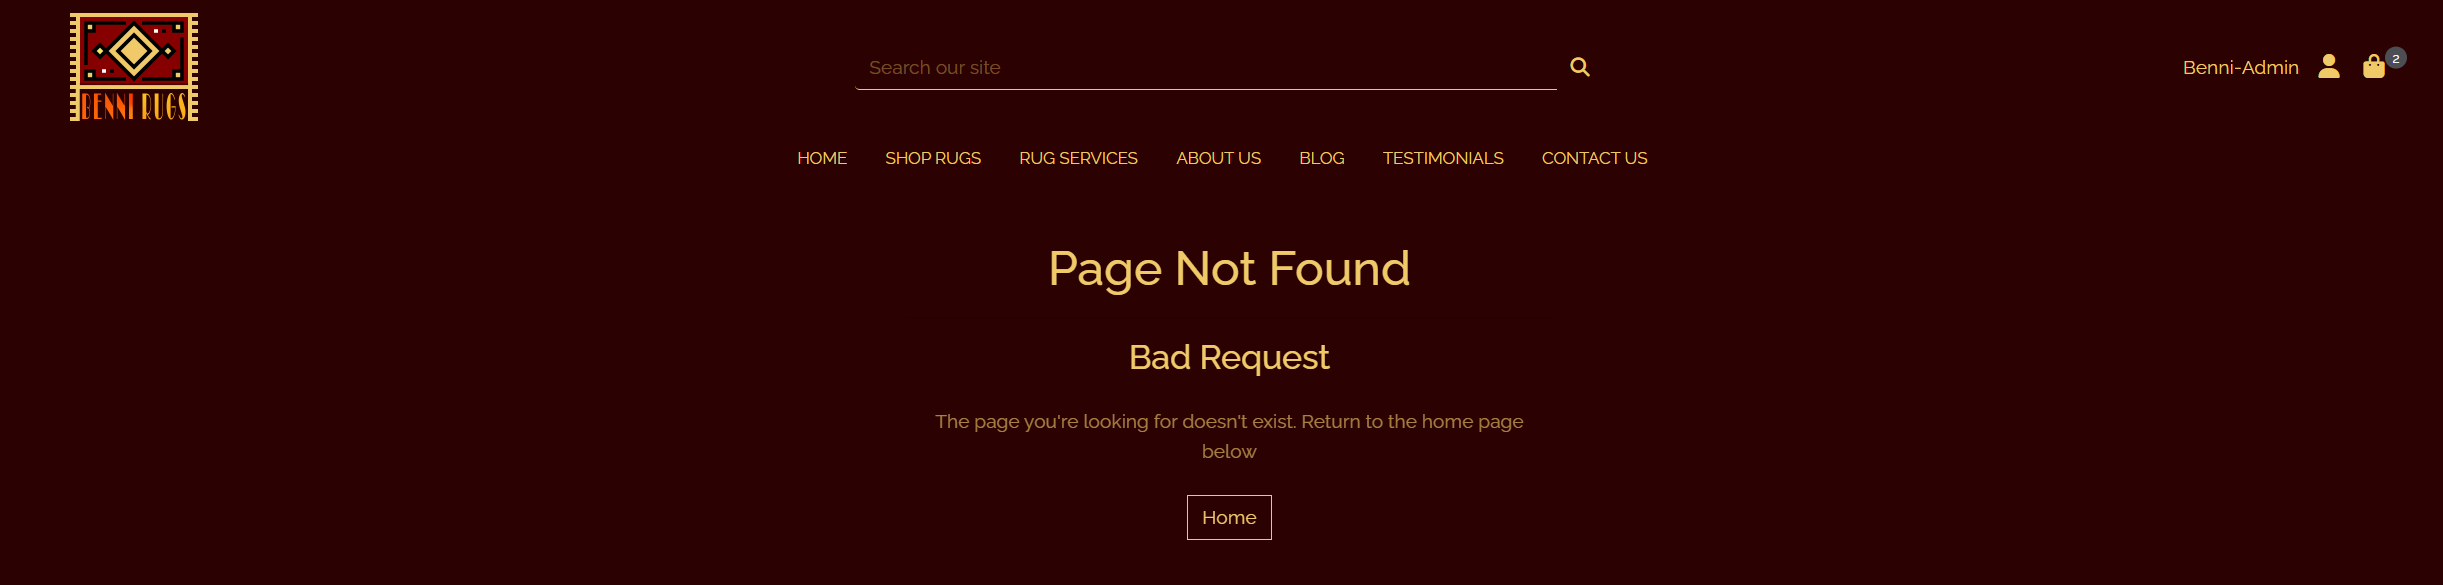 BENNI RUGS
Search our site
Benni-Admin
2
HOME SHOP RUGS RUG SERVICES ABOUT US BLOG TESTIMONIALS CONTACT US
Page Not Found
Bad Request
The page you're looking for doesn't exist. Return to the home page
below
Home